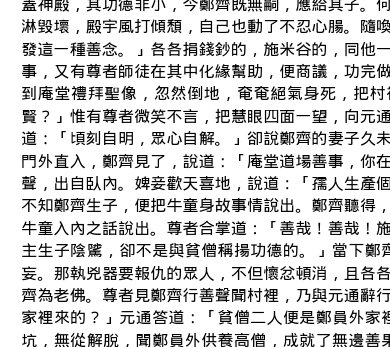 蓋神殿，其功德非小，今鄭齊既無嗣，應給其子。何
淋毀壞，殿宇風打傾頹，自己也動了不忍心腸。隨喚
發這一種善念。」各各捐錢鈔的，施米谷的，同他一
事，又有尊者師徒在其中化緣幫助，便商議，功完做
到庵堂禮拜聖像，忽然倒地，奄奄絕氣身死，把村
賢？」惟有尊者微笑不言，把慧眼四面一望，向元通
道：「頃刻自明，眾心自解。」卻說鄭齊的妻子久未
門外直入，鄭齊見了，說道：「庵堂道場善事，你在
聲，出自臥內。婢妾歡天喜地，說道：「孺人生產個
不知鄭齊生子，便把牛童身故事情說出。鄭齊聽得，
牛童入內之話說出。尊者合掌道：「善哉！善哉！施
主生子陰騭，卻不是與貧僧稱揚功德的。」當下鄭齊
妄。那執兇器要報仇的眾人，不但懷忿頓消，且各各
齊為老佛。尊者見鄭齊行善聲聞村裡，乃與元通辭行
家裡來的？」元通答道：「貧僧二人便是鄭員外家裡
坑，無從解脫，聞鄭員外供養高僧，成就了無邊善果